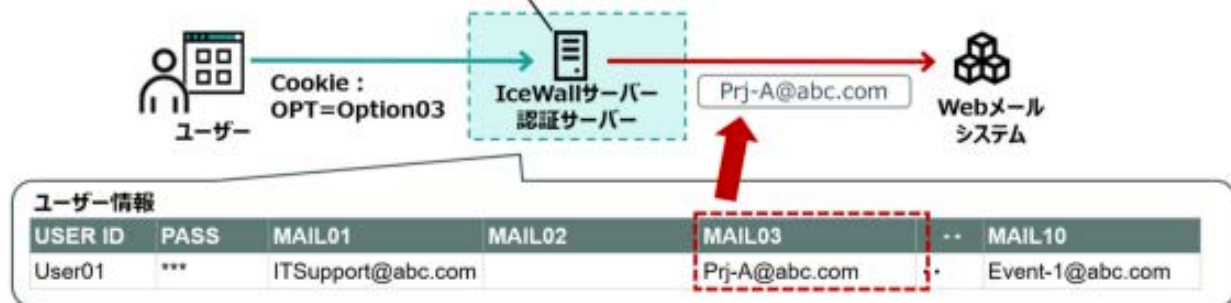 Cookie：
OPT=Option03
ユーザー
IceWallサーバー
認証サーバー
Prj-A@abc.com
Webメール
システム
ユーザー情報
USER ID PASS MAIL01 MAIL02 MAIL03 ‥ MAIL10
User01 *** ITSupport@abc.com Prj-A@abc.com ‥ Event-1@abc.com